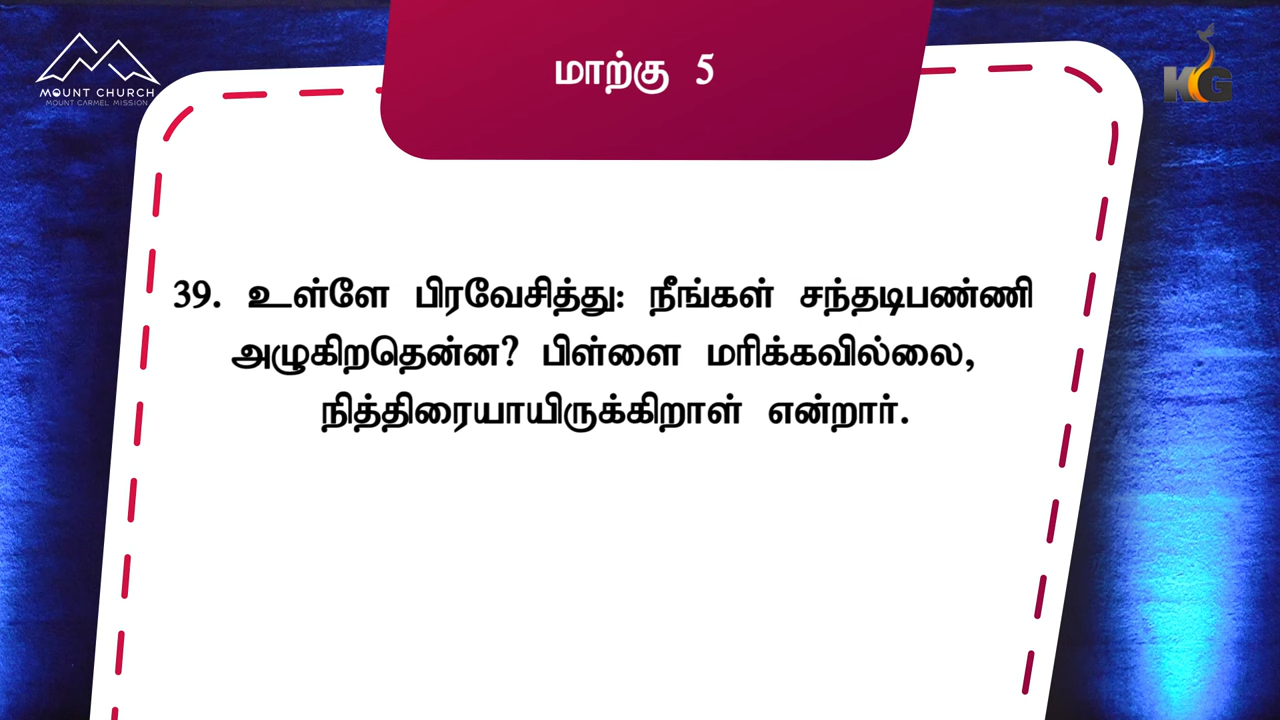 மாற்கு 5
MOUNT CHURCH
MOUNT CARMEL MISSION
KG
39. உள்ளே பிரவேசித்து: நீங்கள் சந்தடிபண்ணி
அழுகிறதென்ன? பிள்ளை மரிக்கவில்லை,
நித்திரையாயிருக்கிறாள் என்றார்.